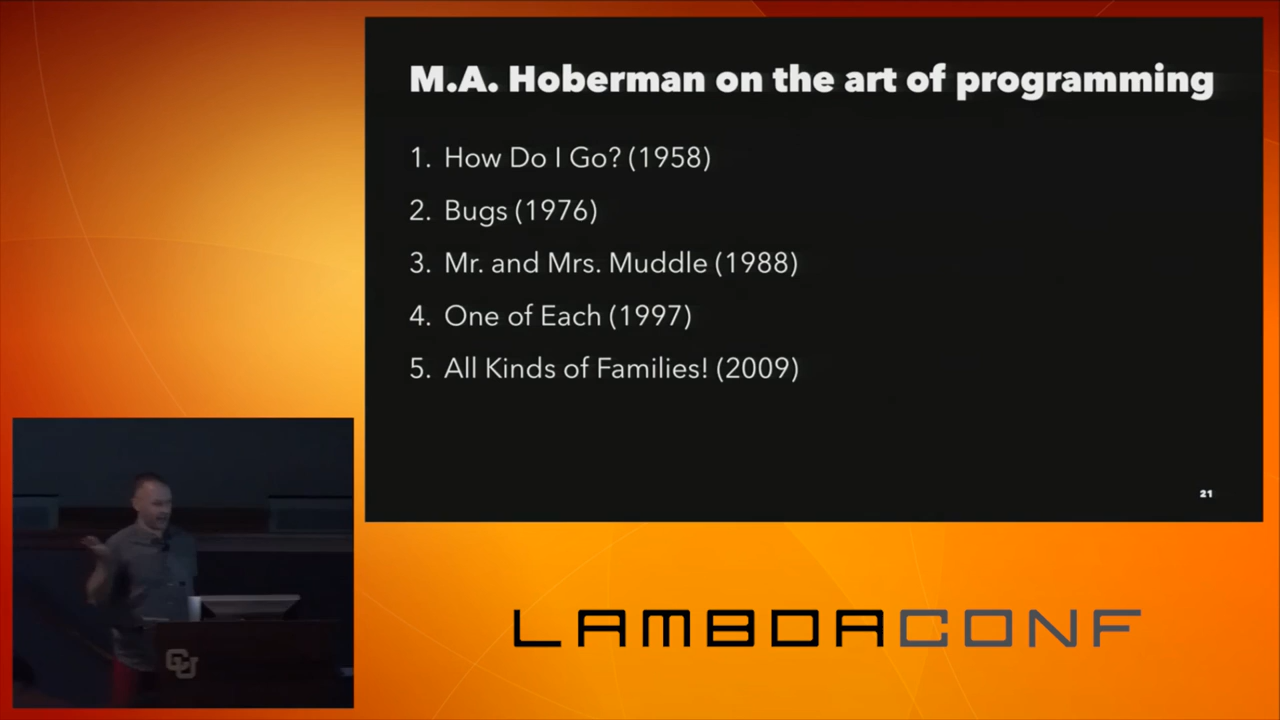 M.A. Hoberman on the art of programming
1. How Do I Go? (1958)
2. Bugs (1976)
3. Mr. and Mrs. Muddle (1988)
4. One of Each (1997)
5. All Kinds of Families! (2009)
21
CU
LAMBDACONF